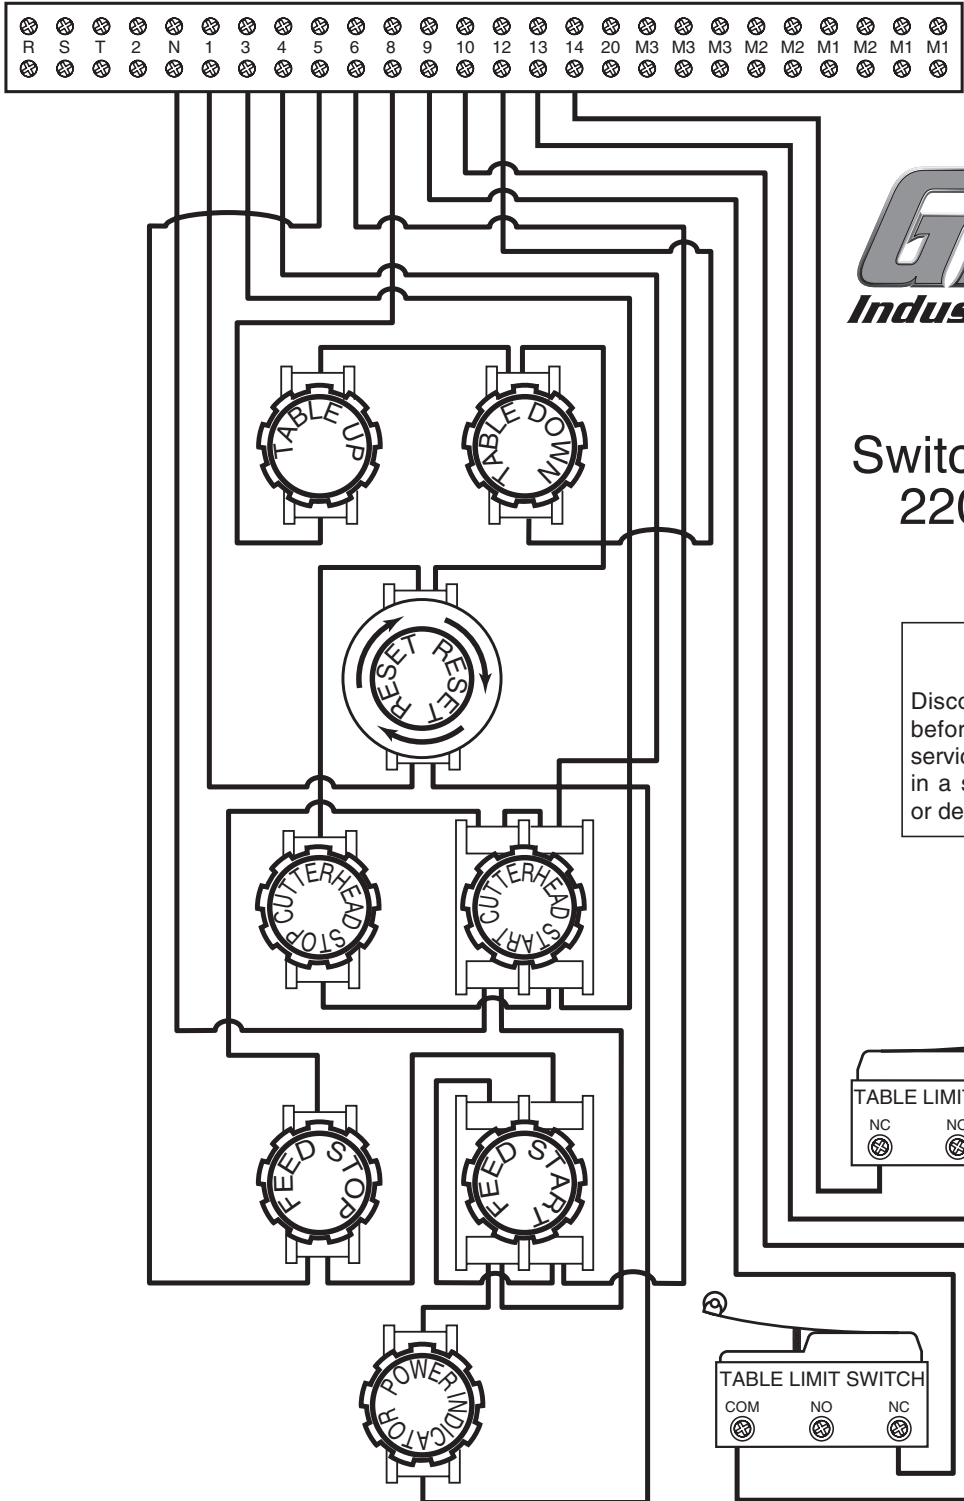 R S T 2 N 1 3 4 5 6 8 9 10 12 13 14 20 M3 M3 M3 M2 M2 M1 M2 M1 M1
Indus
Switc
220
TABLE UP
TABLE DOWN
RESET RESET
Disco
befor
servic
in a s
or de
CUTTERHEAD STOP
CUTTERHEAD START
TABLE LIMIT
NC NO
FEED STOP
FEED START
POWER INDICATOR
TABLE LIMIT SWITCH
COM NO NC